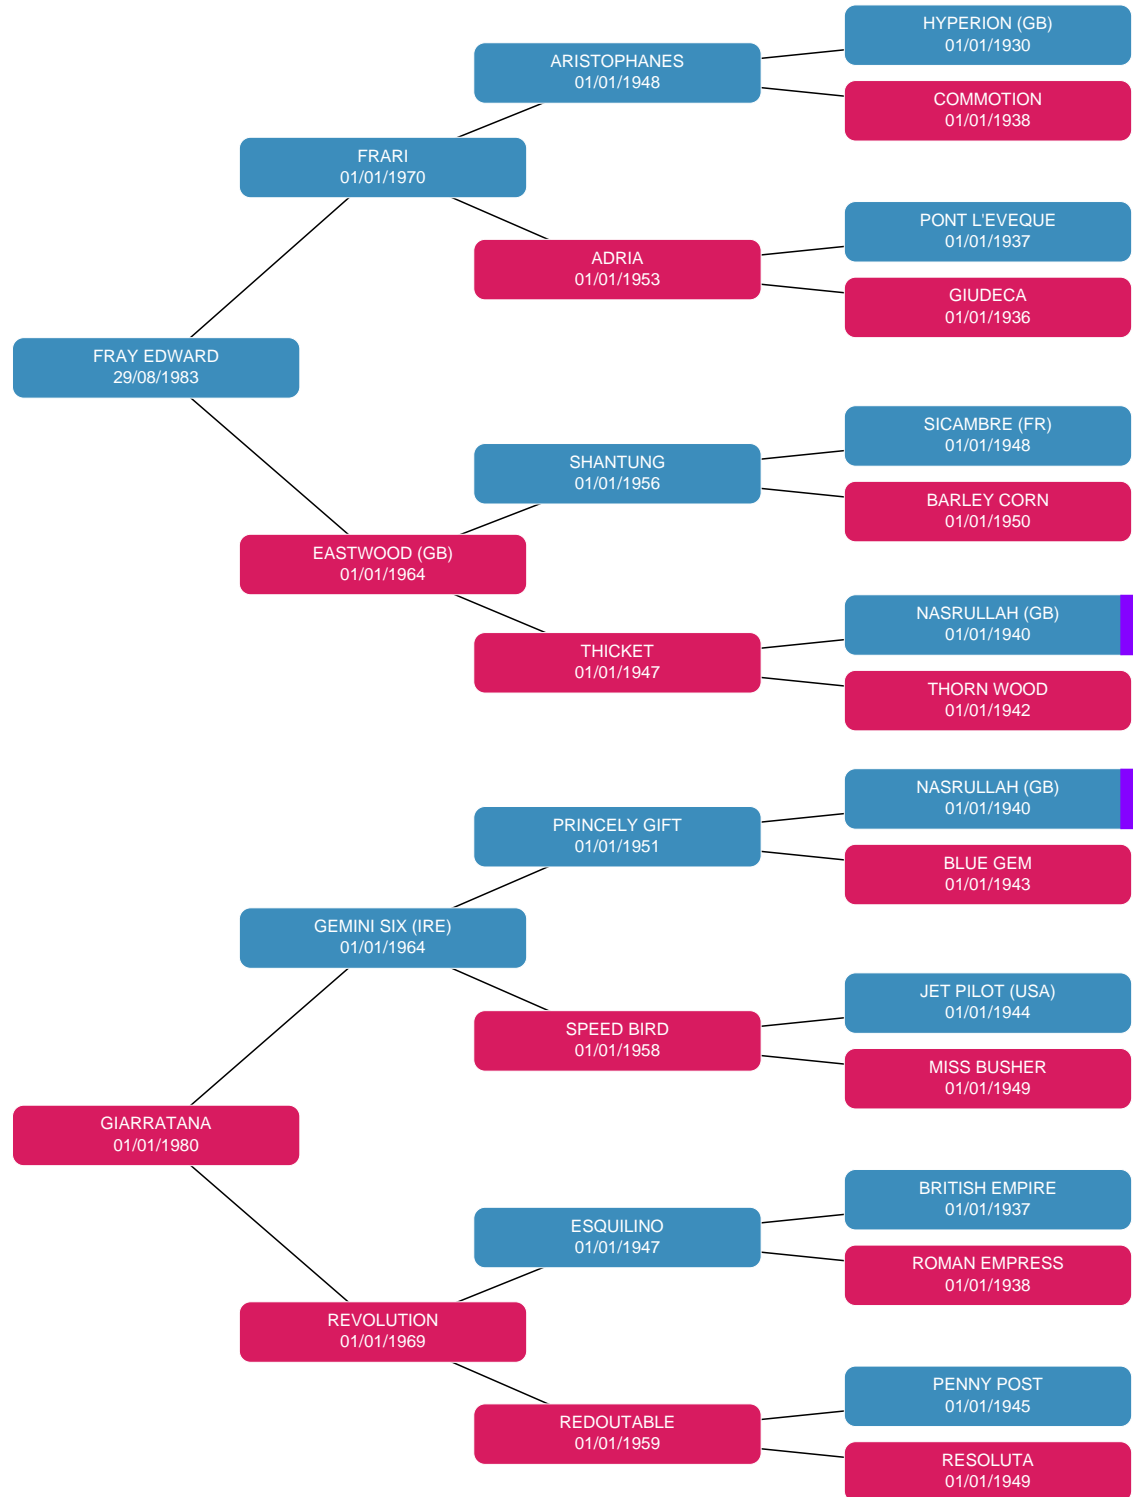 HYPERION (GB)
01/01/1930
ARISTOPHANES
01/01/1948
COMMOTION
01/01/1938
FRARI
01/01/1970
PONT L'EVEQUE
01/01/1937
ADRIA
01/01/1953
GIUDECA
01/01/1936
FRAY EDWARD
29/08/1983
SICAMBRE (FR)
01/01/1948
SHANTUNG
01/01/1956
BARLEY CORN
01/01/1950
EASTWOOD (GB)
01/01/1964
NASRULLAH (GB)
01/01/1940
THICKET
01/01/1947
THORN WOOD
01/01/1942
NASRULLAH (GB)
01/01/1940
PRINCELY GIFT
01/01/1951
BLUE GEM
01/01/1943
GEMINI SIX (IRE)
01/01/1964
JET PILOT (USA)
01/01/1944
SPEED BIRD
01/01/1958
MISS BUSHER
01/01/1949
GIARRATANA
01/01/1980
BRITISH EMPIRE
01/01/1937
ESQUILINO
01/01/1947
ROMAN EMPRESS
01/01/1938
REVOLUTION
01/01/1969
PENNY POST
01/01/1945
REDOUTABLE
01/01/1959
RESOLUTA
01/01/1949